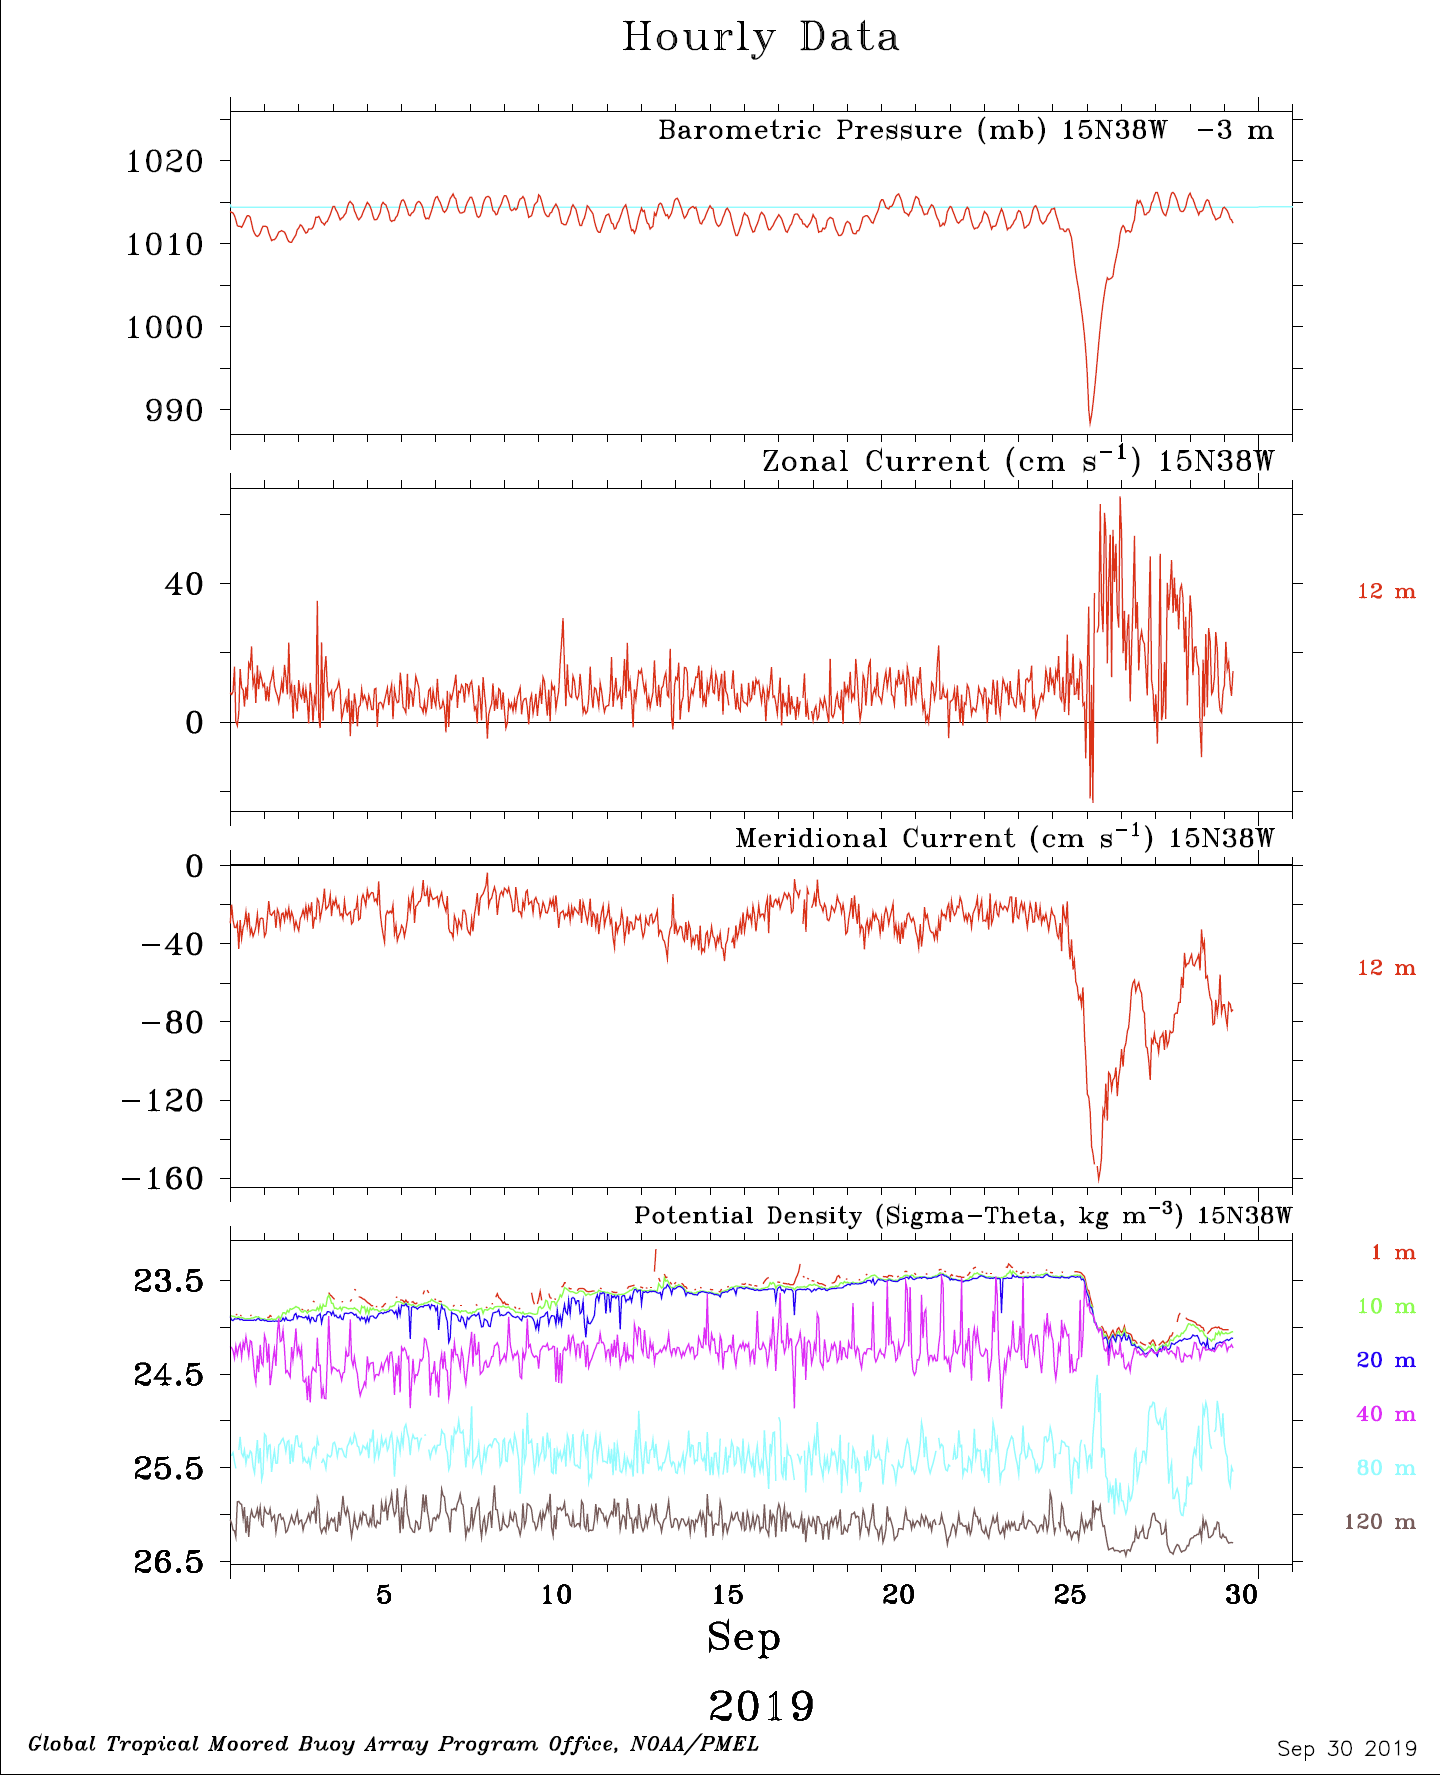 Hourly Data
Barometric Pressure (mb) 15N38W -3 m
1020
1010
1000
990
Zonal Current (cm s⁻¹) 15N38W
40
0
12 m
Meridional Current (cm s⁻¹) 15N38W
0
-40
-80
-120
-160
12 m
Potential Density (Sigma-Theta, kg m⁻³) 15N38W
23.5
24.5
25.5
26.5
1 m
10 m
20 m
40 m
80 m
120 m
5 10 15 20 25 30
Sep
2019
Global Tropical Moored Buoy Array Program Office, NOAA/PMEL
Sep 30 2019